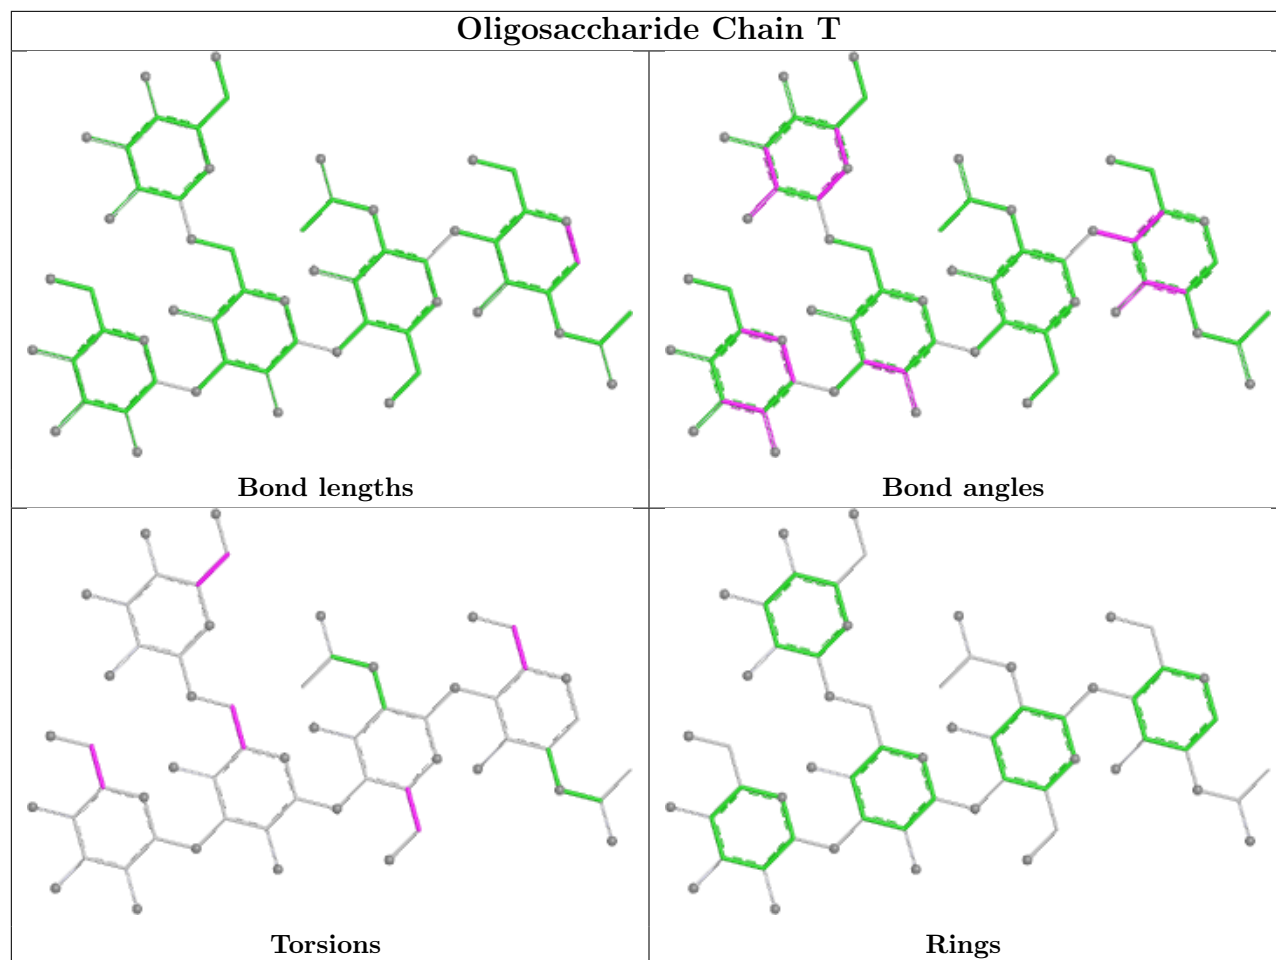 Oligosaccharide Chain T
Bond lengths
Bond angles
Torsions
Rings